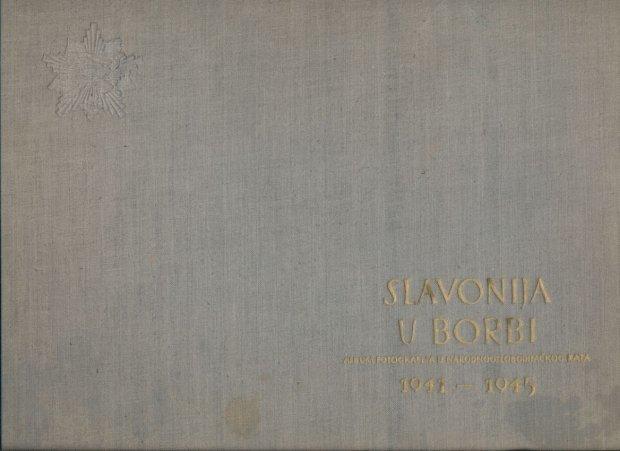 SLAVONIJA
U BORBI
ALBUM FOTOGRAFIJA IZ NARODNOOSLOBODILAČKOG RATA
1941 – 1945